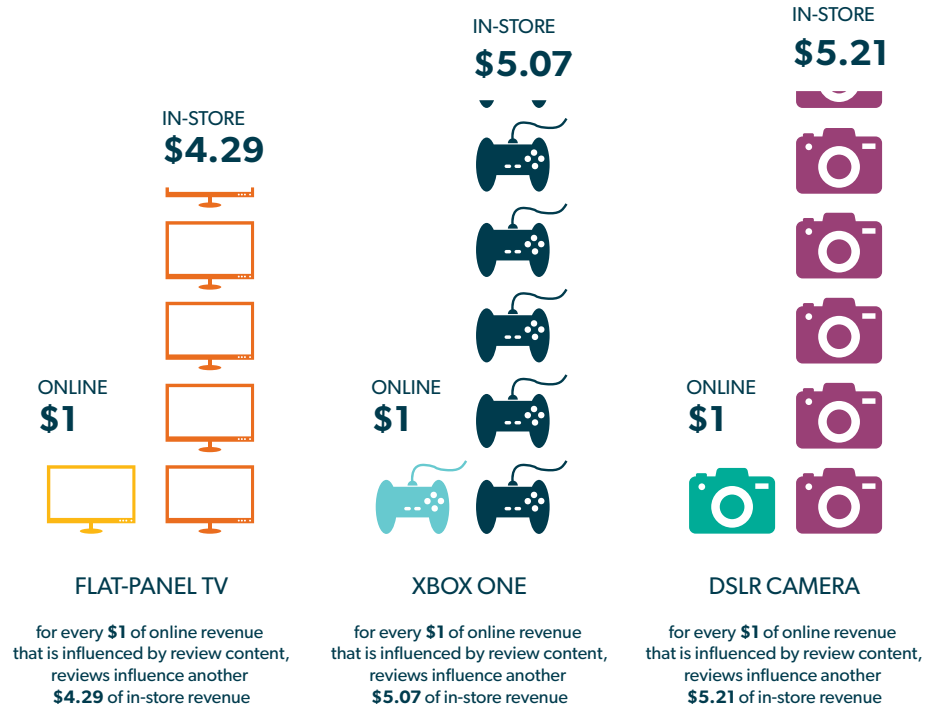 IN-STORE
$4.29
ONLINE
$1
FLAT-PANEL TV
for every $1 of online revenue
that is influenced by review content,
reviews influence another
$4.29 of in-store revenue
IN-STORE
$5.07
ONLINE
$1
XBOX ONE
for every $1 of online revenue
that is influenced by review content,
reviews influence another
$5.07 of in-store revenue
IN-STORE
$5.21
ONLINE
$1
DSLR CAMERA
for every $1 of online revenue
that is influenced by review content,
reviews influence another
$5.21 of in-store revenue